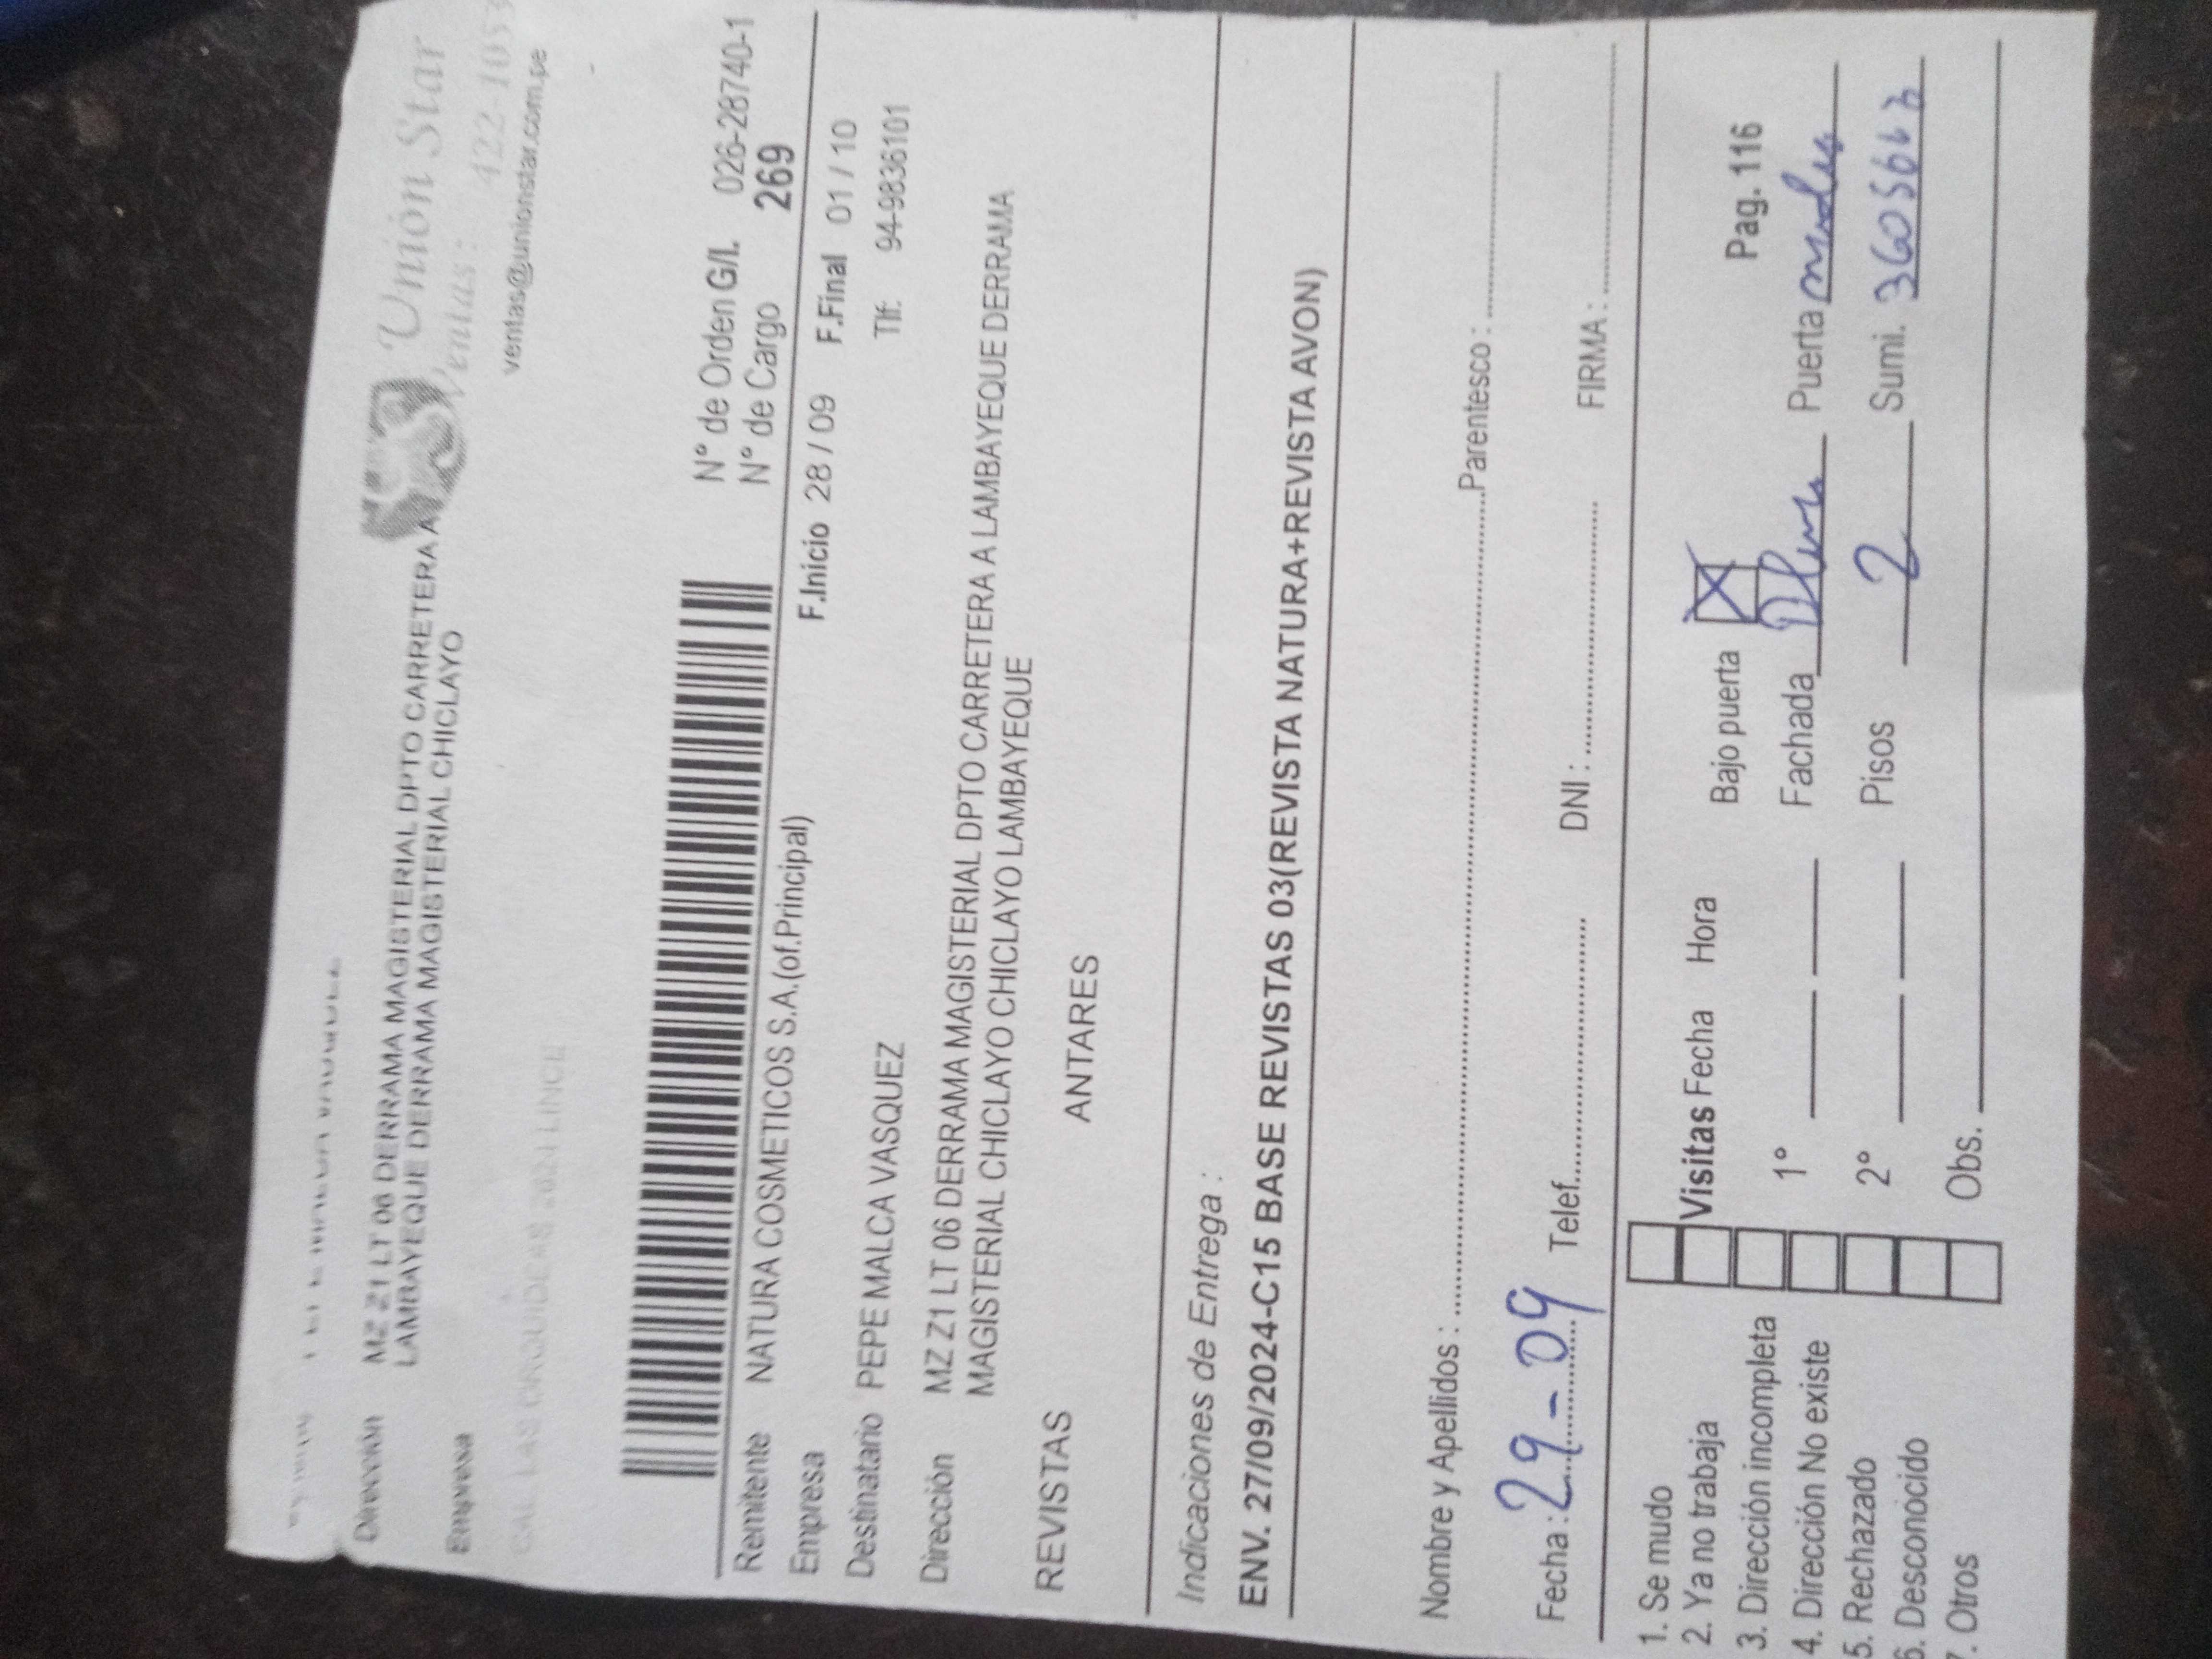 Dirección MZ Z1 LT 06 DERRAMA MAGISTERIAL DPTO CARRETERA A
LAMBAYEQUE DERRAMA MAGISTERIAL CHICLAYO
Empresa
Unión Star
Ventas: 422-105
ventas@unionstar.com.pe
N° de Orden G/L 026-28740-1
N° de Cargo 269
Remitente NATURA COSMETICOS S.A.(of.Principal)
F.Inicio 28 / 09 F.Final 01 / 10
Empresa
Tlf: 94-9836101
Destinatario PEPE MALCA VASQUEZ
Dirección MZ Z1 LT 06 DERRAMA MAGISTERIAL DPTO CARRETERA A LAMBAYEQUE DERRAMA
MAGISTERIAL CHICLAYO CHICLAYO LAMBAYEQUE
REVISTAS ANTARES
Indicaciones de Entrega :
ENV. 27/09/2024-C15 BASE REVISTAS 03(REVISTA NATURA+REVISTA AVON)
Nombre y Apellidos : Parentesco :
Fecha : 29-09 Telef. DNI : FIRMA :
1. Se mudo
2. Ya no trabaja
3. Dirección incompleta
4. Dirección No existe
5. Rechazado
6. Desconocido
7. Otros
Visitas Fecha Hora
1°
2°
Obs.
Bajo puerta X Pag. 116
Fachada Puerta
Pisos 2 Sumi.